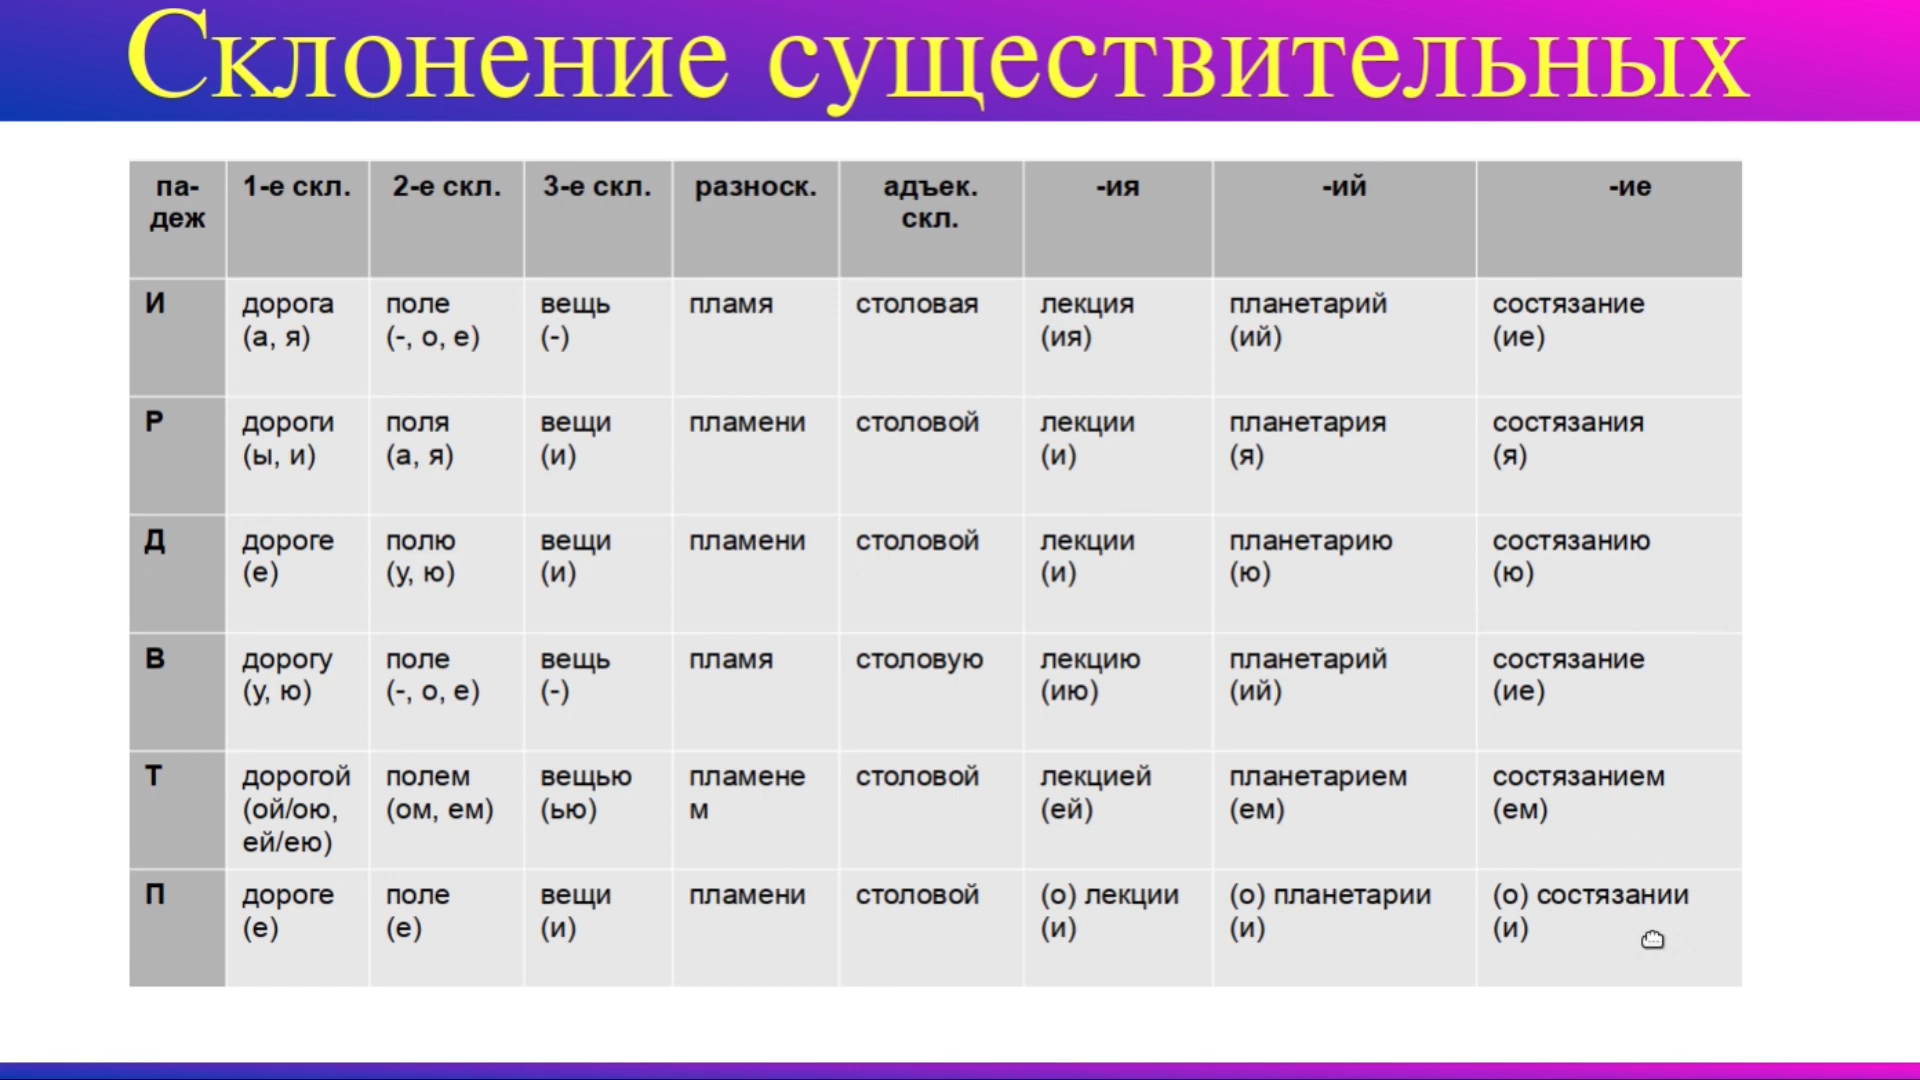 Склонение существительных
па-
деж
1-е скл.
2-е скл.
3-е скл.
разноск.
адъек.
скл.
-ия
-ий
-ие
И
дорога
(а, я)
поле
(-, о, е)
вещь
(-)
пламя
столовая
лекция
(ия)
планетарий
(ий)
состязание
(ие)
Р
дороги
(ы, и)
поля
(а, я)
вещи
(и)
пламени
столовой
лекции
(и)
планетария
(я)
состязания
(я)
Д
дороге
(е)
полю
(у, ю)
вещи
(и)
пламени
столовой
лекции
(и)
планетарию
(ю)
состязанию
(ю)
В
дорогу
(у, ю)
поле
(-, о, е)
вещь
(-)
пламя
столовую
лекцию
(ию)
планетарий
(ий)
состязание
(ие)
Т
дорогой
(ой/ою,
ей/ею)
полем
(ом, ем)
вещью
(ью)
пламене
м
столовой
лекцией
(ей)
планетарием
(ем)
состязанием
(ем)
П
дороге
(е)
поле
(е)
вещи
(и)
пламени
столовой
(о) лекции
(и)
(о) планетарии
(и)
(о) состязании
(и)